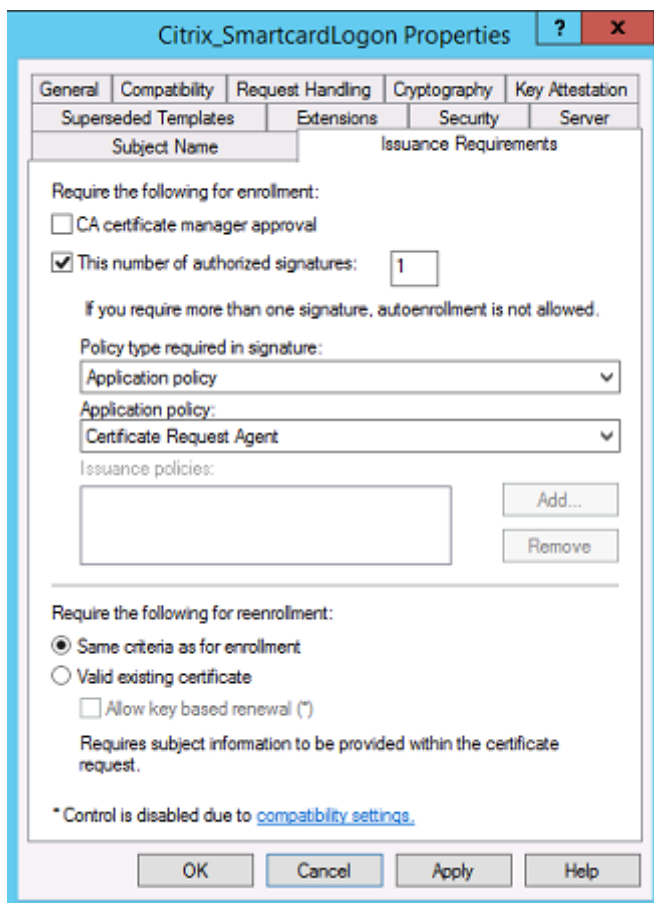 Citrix_SmartcardLogon Properties
?
x
General
Compatibility
Request Handling
Cryptography
Key Attestation
Superseded Templates
Extensions
Security
Server
Subject Name
Issuance Requirements
Require the following for enrollment:
CA certificate manager approval
This number of authorized signatures:
1
If you require more than one signature, autoenrollment is not allowed.
Policy type required in signature:
Application policy
Application policy:
Certificate Request Agent
Issuance policies:
Add...
Remove
Require the following for reenrollment:
Same criteria as for enrollment
Valid existing certificate
Allow key based renewal (*)
Requires subject information to be provided within the certificate
request.
* Control is disabled due to compatibility settings.
OK
Cancel
Apply
Help